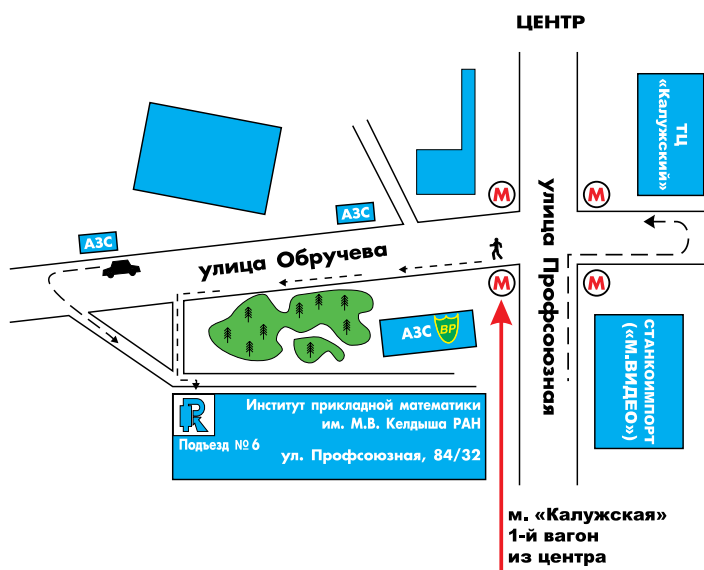 ЦЕНТР
ТЦ
«Калужский»
М
М
АЗС
АЗС
улица Обручева
улица Профсоюзная
М
М
АЗС
BP
СТАНКОИМПОРТ
(«М.ВИДЕО»)
Институт прикладной математики
им. М.В. Келдыша РАН
Подъезд №6
ул. Профсоюзная, 84/32
м. «Калужская»
1-й вагон
из центра